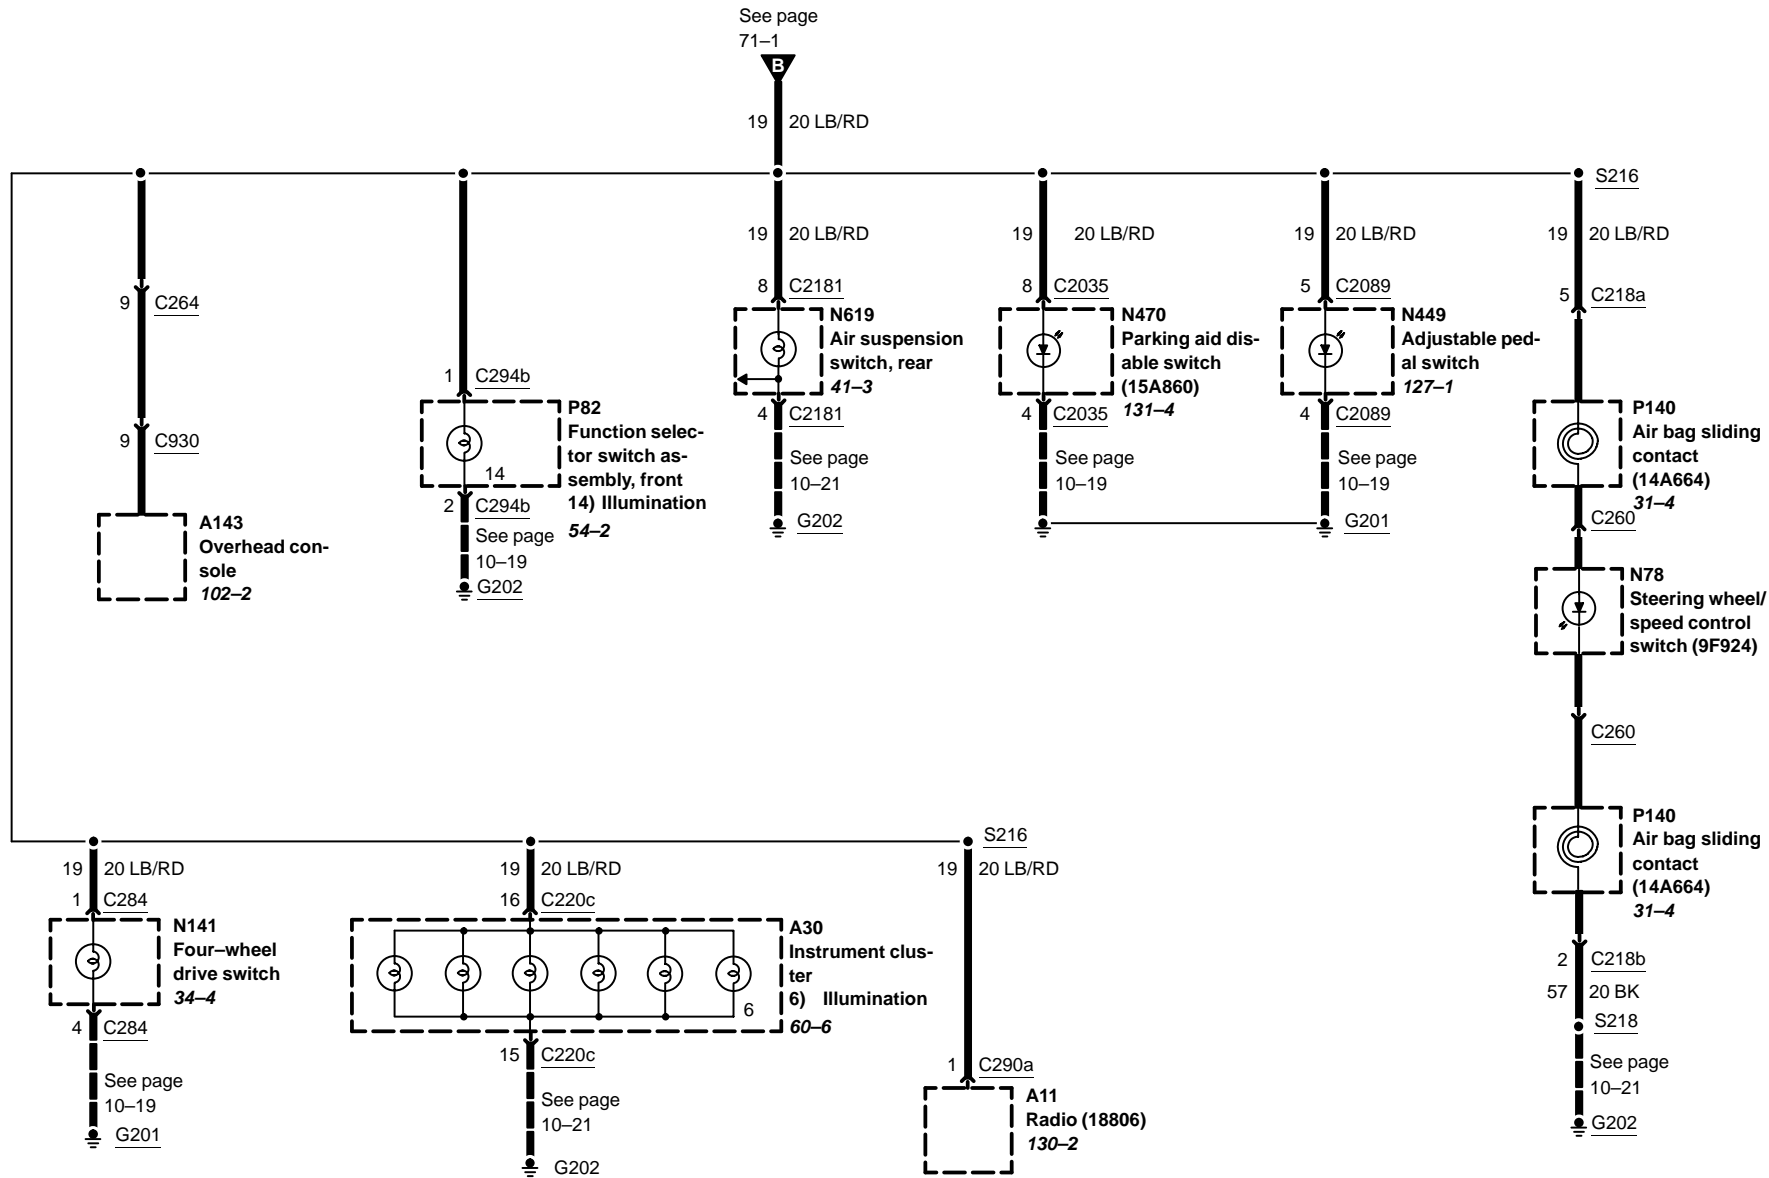 See page
71–1
B
19 20 LB/RD
S216
19 20 LB/RD
19 20 LB/RD
19 20 LB/RD
19 20 LB/RD
9 C264
9 C930
A143
Overhead con-
sole
102–2
1 C294b
P82
Function selec-
tor switch as-
sembly, front
14) Illumination
54–2
14
2 C294b
See page
10–19
G202
8 C2181
N619
Air suspension
switch, rear
41–3
4 C2181
See page
10–21
G202
8 C2035
N470
Parking aid dis-
able switch
(15A860)
131–4
4 C2035
See page
10–19
5 C2089
N449
Adjustable ped-
al switch
127–1
4 C2089
See page
10–19
G201
5 C218a
P140
Air bag sliding
contact
(14A664)
31–4
C260
N78
Steering wheel/
speed control
switch (9F924)
C260
P140
Air bag sliding
contact
(14A664)
31–4
2 C218b
57 20 BK
S218
See page
10–21
G202
S216
19 20 LB/RD
19 20 LB/RD
19 20 LB/RD
1 C284
N141
Four–wheel
drive switch
34–4
4 C284
See page
10–19
G201
16 C220c
A30
Instrument clus-
ter
6) Illumination
60–6
6
15 C220c
See page
10–21
G202
1 C290a
A11
Radio (18806)
130–2